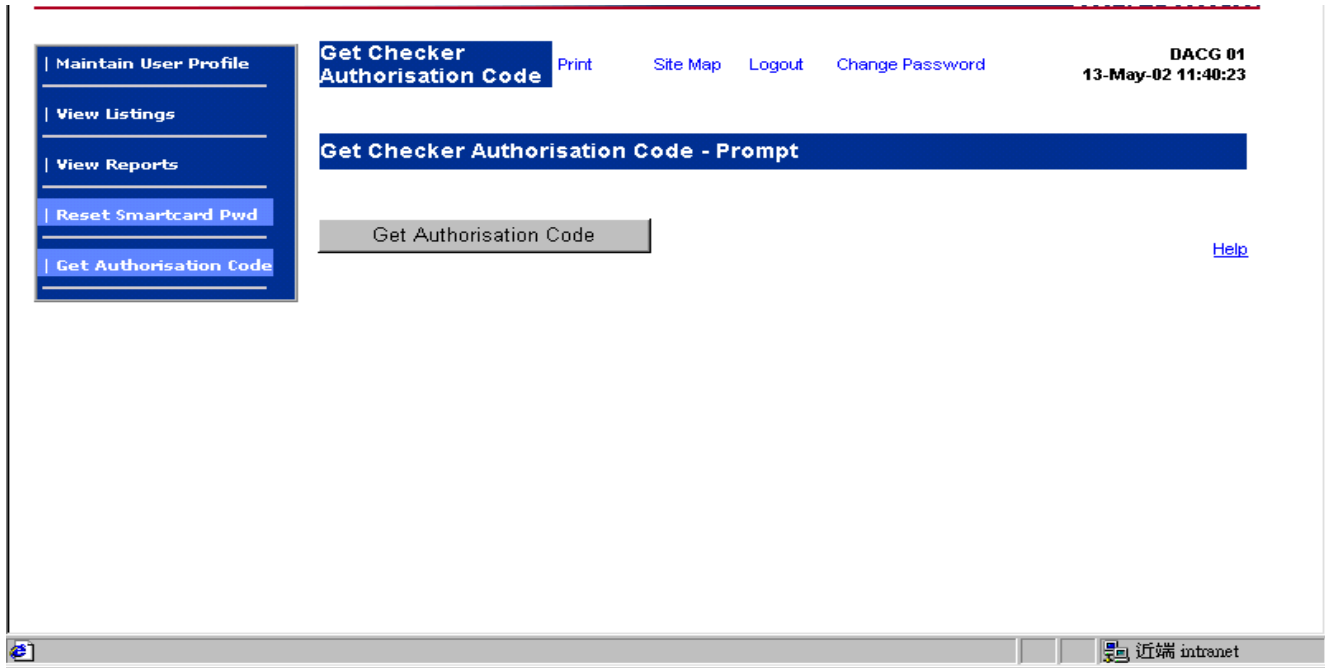 | Maintain User Profile
| View Listings
| View Reports
| Reset Smartcard Pwd
| Get Authorisation Code
Get Checker
Authorisation Code
Print Site Map Logout Change Password
DACG 01
13-May-02 11:40:23
Get Checker Authorisation Code - Prompt
Get Authorisation Code
Help
近端 intranet